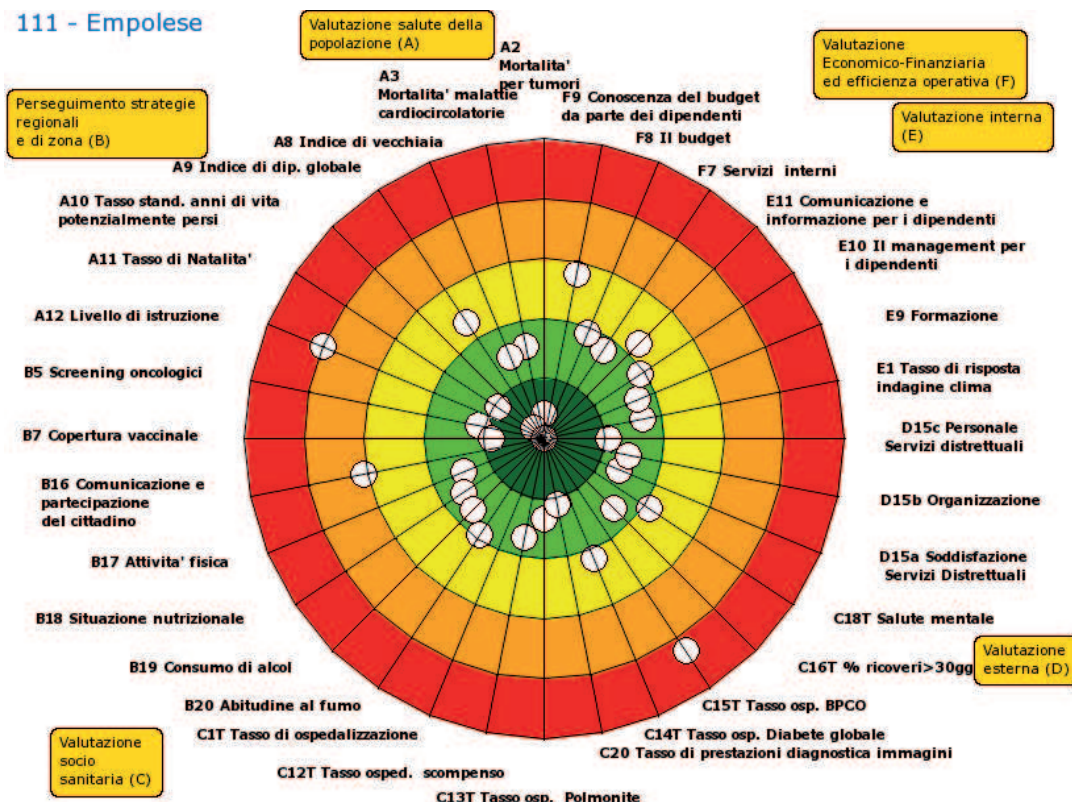 111 - Empolese
Valutazione salute della
popolazione (A)
Valutazione
Economico-Finanziaria
ed efficienza operativa (F)
Valutazione interna
(E)
Perseguimento strategie
regionali
e di zona (B)
A2
Mortalita'
per tumori
A3
Mortalita' malattie
cardiocircolatorie
F9 Conoscenza del budget
da parte dei dipendenti
F8 Il budget
A8 Indice di vecchiaia
F7 Servizi interni
A9 Indice di dip. globale
E11 Comunicazione e
informazione per i dipendenti
A10 Tasso stand. anni di vita
potenzialmente persi
E10 Il management per
i dipendenti
A11 Tasso di Natalita'
A12 Livello di istruzione
E9 Formazione
B5 Screening oncologici
E1 Tasso di risposta
indagine clima
B7 Copertura vaccinale
D15c Personale
Servizi distrettuali
B16 Comunicazione e
partecipazione
del cittadino
D15b Organizzazione
B17 Attivita' fisica
D15a Soddisfazione
Servizi Distrettuali
B18 Situazione nutrizionale
C18T Salute mentale
B19 Consumo di alcol
C16T % ricoveri>30gg
Valutazione
esterna (D)
B20 Abitudine al fumo
C15T Tasso osp. BPCO
C1T Tasso di ospedalizzazione
C14T Tasso osp. Diabete globale
C20 Tasso di prestazioni diagnostica immagini
Valutazione
socio
sanitaria (C)
C12T Tasso osped. scompenso
C13T Tasso osp. Polmonite